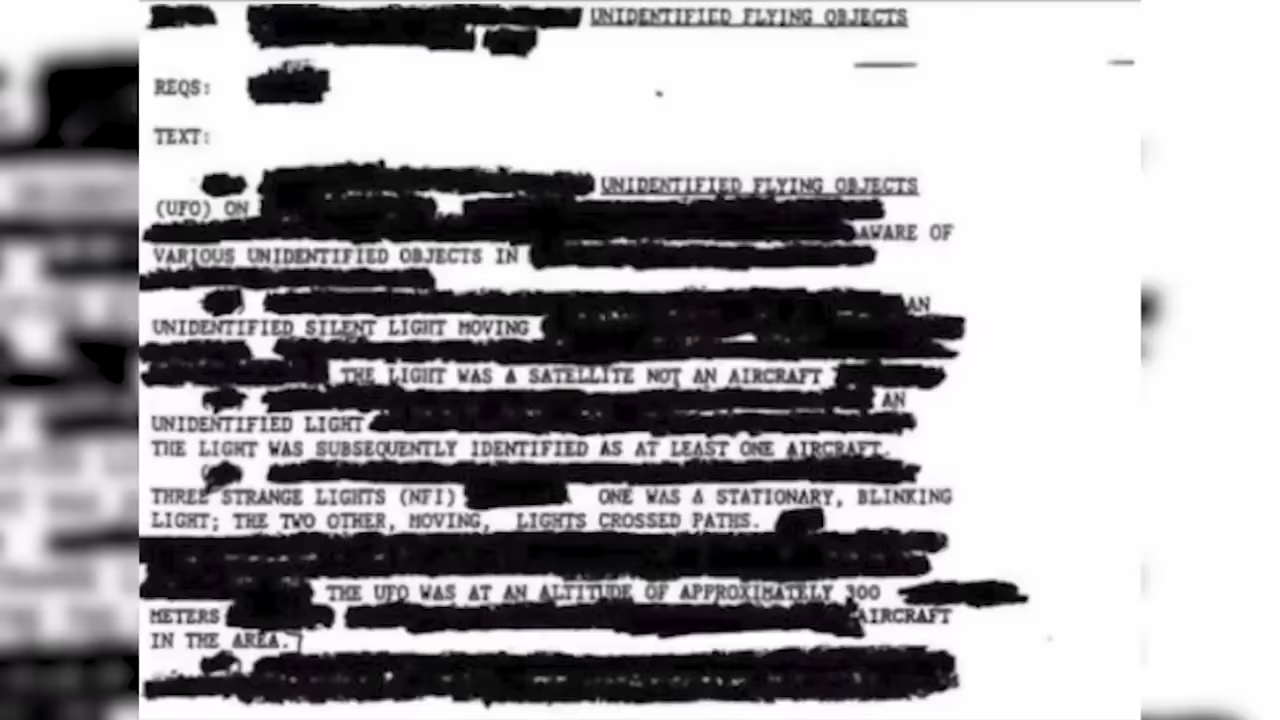 UNIDENTIFIED FLYING OBJECTS
REQS:
TEXT:
UNIDENTIFIED FLYING OBJECTS
(UFO) ON
AWARE OF
VARIOUS UNIDENTIFIED OBJECTS IN
AN
UNIDENTIFIED SILENT LIGHT MOVING
THE LIGHT WAS A SATELLITE NOT AN AIRCRAFT
AN
UNIDENTIFIED LIGHT
THE LIGHT WAS SUBSEQUENTLY IDENTIFIED AS AT LEAST ONE AIRCRAFT.
THREE STRANGE LIGHTS (NFI) ONE WAS A STATIONARY, BLINKING
LIGHT; THE TWO OTHER, MOVING, LIGHTS CROSSED PATHS.
THE UFO WAS AT AN ALTITUDE OF APPROXIMATELY 300
METERS AIRCRAFT
IN THE AREA.